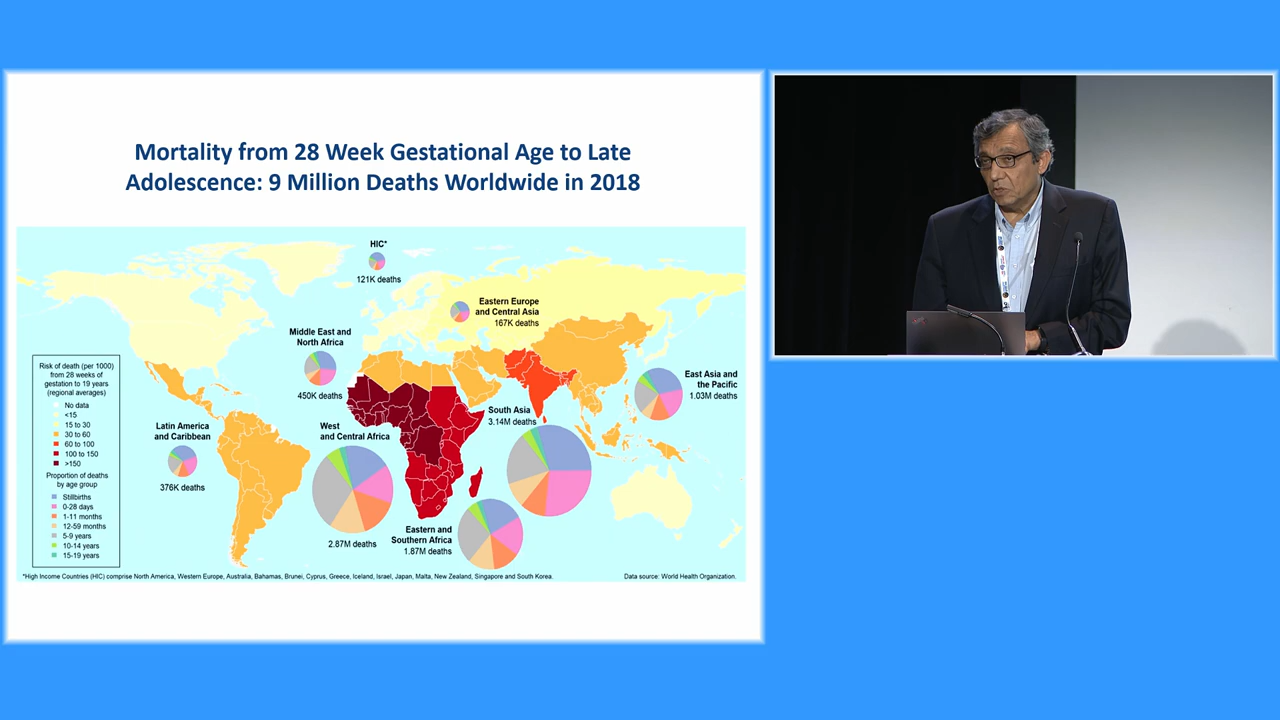 Mortality from 28 Week Gestational Age to Late
Adolescence: 9 Million Deaths Worldwide in 2018
HIC*
121K deaths
Eastern Europe
and Central Asia
167K deaths
Middle East and
North Africa
450K deaths
East Asia and
the Pacific
1.03M deaths
South Asia
3.14M deaths
Latin America
and Caribbean
376K deaths
West
and Central Africa
2.87M deaths
Eastern and
Southern Africa
1.87M deaths
Risk of death (per 1000)
from 28 weeks of
gestation to 19 years
(regional averages)
No data
<15
15 to 30
30 to 60
60 to 100
100 to 150
>150
Proportion of deaths
by age group
Stillbirths
0-28 days
1-11 months
12-59 months
5-9 years
10-14 years
15-19 years
*High Income Countries (HIC) comprise North America, Western Europe, Australia, Bahamas, Brunei, Cyprus, Greece, Iceland, Israel, Japan, Malta, New Zealand, Singapore and South Korea.
Data source: World Health Organization.